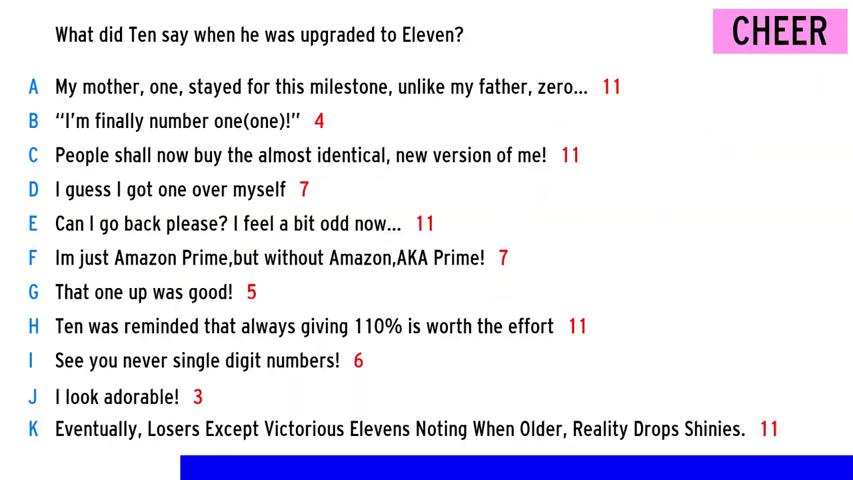 What did Ten say when he was upgraded to Eleven?
CHEER
A My mother, one, stayed for this milestone, unlike my father, zero... 11
B “I'm finally number one(one)!” 4
C People shall now buy the almost identical, new version of me! 11
D I guess I got one over myself 7
E Can I go back please? I feel a bit odd now... 11
F Im just Amazon Prime,but without Amazon,AKA Prime! 7
G That one up was good! 5
H Ten was reminded that always giving 110% is worth the effort 11
I See you never single digit numbers! 6
J I look adorable! 3
K Eventually, Losers Except Victorious Elevens Noting When Older, Reality Drops Shinies. 11